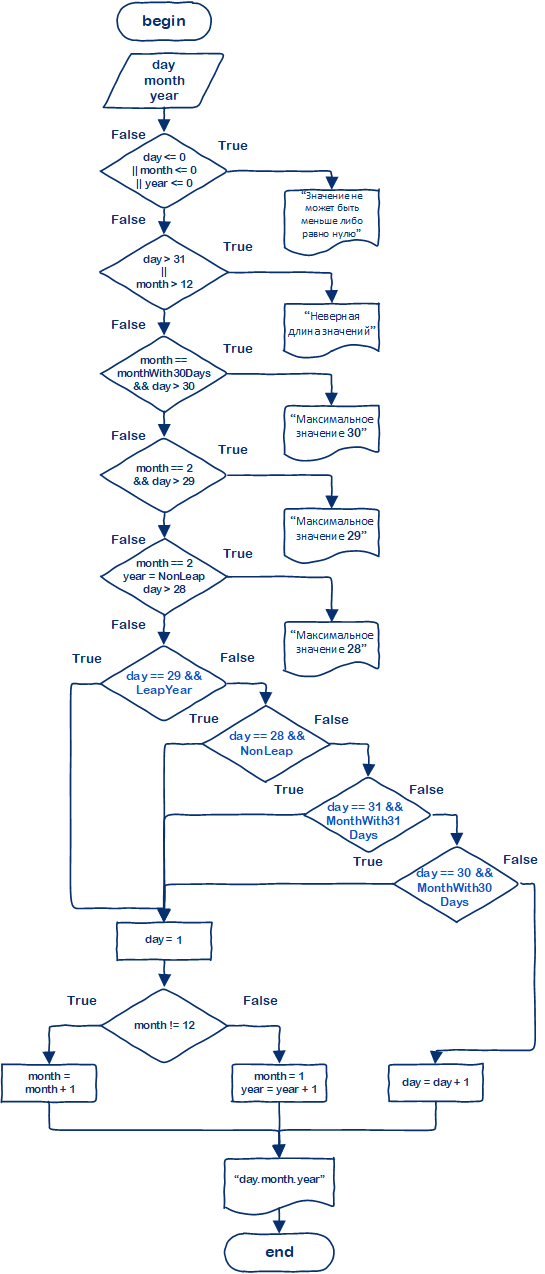 begin
day
month
year
False
True
day <= 0
|| month <= 0
|| year <= 0
“Значение не
может быть
меньше либо
равно нулю”
False
True
day > 31
||
month > 12
“Неверная
длина значений”
False
True
month ==
monthWith30Days
&& day > 30
“Максимальное
значение 30”
False
True
month == 2
&& day > 29
“Максимальное
значение 29”
False
True
month == 2
year = NonLeap
day > 28
“Максимальное
значение 28”
False
True
False
day == 29 &&
LeapYear
True
False
day == 28 &&
NonLeap
True
False
day == 31 &&
MonthWith31
Days
True
False
day == 30 &&
MonthWith30
Days
day = 1
True
False
month != 12
month =
month + 1
month = 1
year = year + 1
day = day + 1
“day.month.year”
end